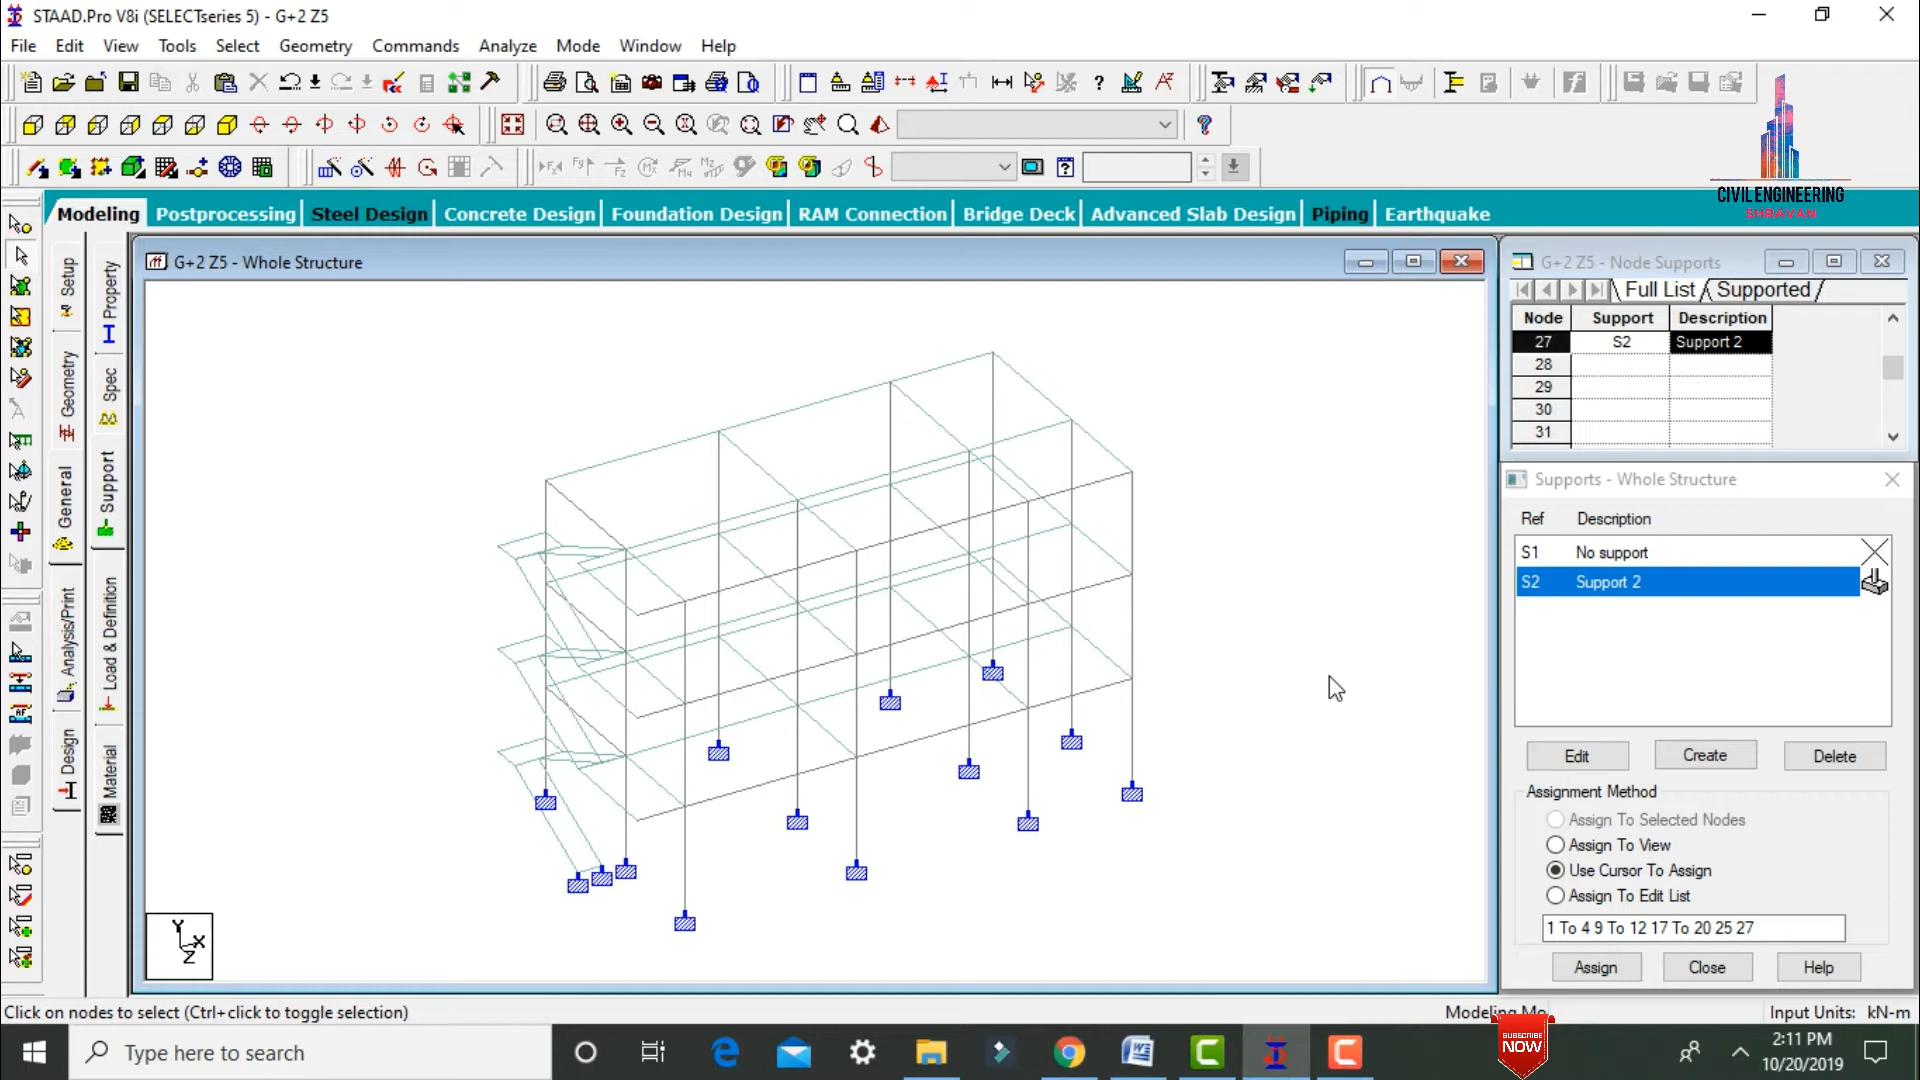 STAAD.Pro V8i (SELECTseries 5) - G+2 Z5
File Edit View Tools Select Geometry Commands Analyze Mode Window Help
CIVIL ENGINEERING
SHRAVAN
Modeling Postprocessing Steel Design Concrete Design Foundation Design RAM Connection Bridge Deck Advanced Slab Design Piping Earthquake
Setup
Geometry
General
Analysis/Print
Design
Property
Spec
Support
Load & Definition
Material
G+2 Z5 - Whole Structure
Y
X
Z
G+2 Z5 - Node Supports
Full List Supported
Node Support Description
27 S2 Support 2
28
29
30
31
Supports - Whole Structure
Ref Description
S1 No support
S2 Support 2
Edit Create Delete
Assignment Method
Assign To Selected Nodes
Assign To View
Use Cursor To Assign
Assign To Edit List
1 To 4 9 To 12 17 To 20 25 27
Assign Close Help
Click on nodes to select (Ctrl+click to toggle selection)
Modeling Mo
Input Units: kN-m
Type here to search
SUBSCRIBE
NOW
2:11 PM
10/20/2019